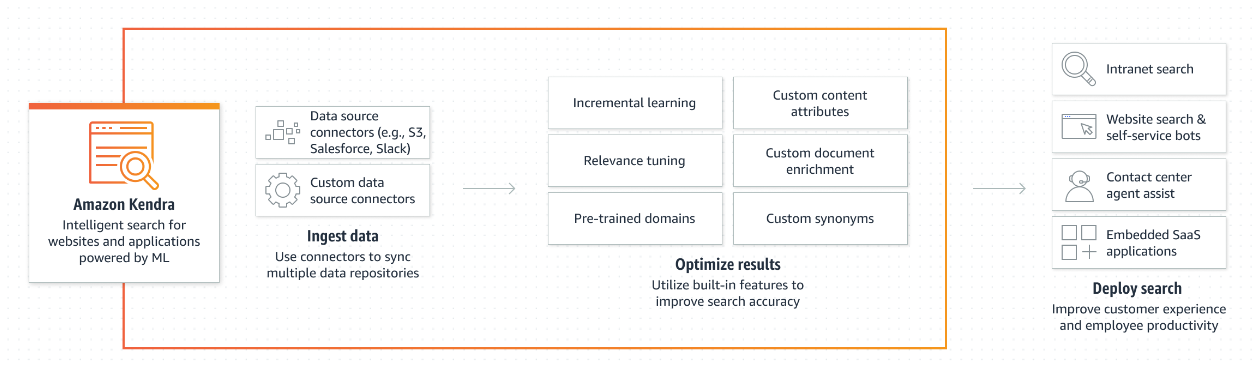 Amazon Kendra
Intelligent search for
websites and applications
powered by ML
Data source
connectors (e.g., S3,
Salesforce, Slack)
Custom data
source connectors
Ingest data
Use connectors to sync
multiple data repositories
Incremental learning
Custom content
attributes
Relevance tuning
Custom document
enrichment
Pre-trained domains
Custom synonyms
Optimize results
Utilize built-in features to
improve search accuracy
Intranet search
Website search &
self-service bots
Contact center
agent assist
Embedded SaaS
applications
Deploy search
Improve customer experience
and employee productivity